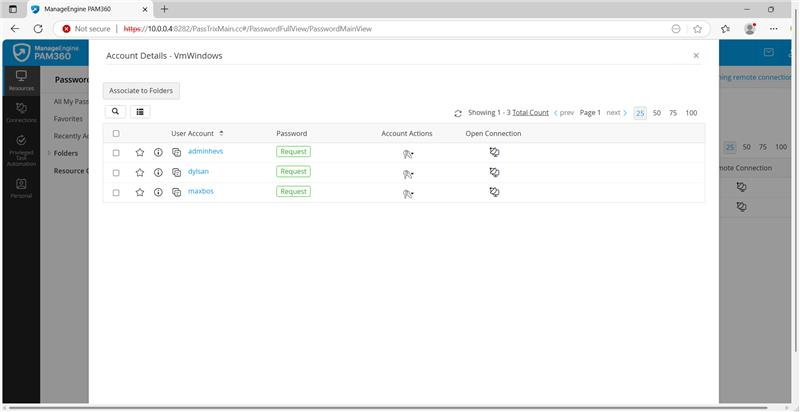 ManageEngine PAM360
Not secure https://10.0.0.4:8282/PassTrixMain.cc#/PasswordFullView/PasswordMainView
ManageEngine
PAM360
Account Details - VmWindows
Resources
Connections
Privileged
Task
Automation
Personal
Password
All My Pass
Favorites
Recently Ac
Folders
Resource
Associate to Folders
Showing 1 - 3 Total Count prev Page 1 next 25 50 75 100
User Account Password Account Actions Open Connection
adminhevs Request
dylsan Request
maxbos Request
ning remote connection
25 50 75 100
mote Connection